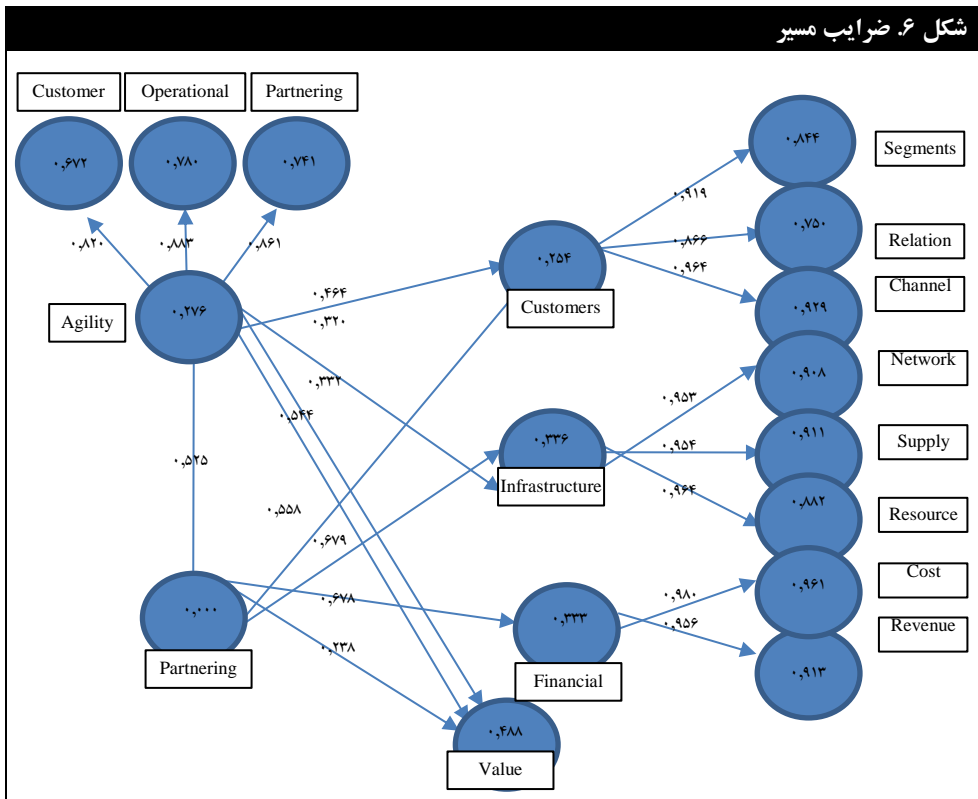 شکل ۶. ضرایب مسیر
Customer
Operational
Partnering
۰,۶۷۲
۰,۷۸۰
۰,۷۴۱
۰,۸۴۴
Segments
۰,۹۱۹
۰,۸۲۰
۰,۸۸۳
۰,۸۶۱
۰,۸۶۶
۰,۷۵۰
Relation
۰,۲۵۴
۰,۹۶۴
Customers
Channel
۰,۴۶۴
۰,۳۲۰
Agility
۰,۲۷۶
۰,۹۲۹
۰,۳۳۲
۰,۹۰۸
Network
۰,۹۵۳
۰,۵۴۴
۰,۳۳۶
۰,۹۵۴
۰,۹۱۱
Supply
۰,۵۲۵
Infrastructure
۰,۹۶۴
۰,۵۵۸
۰,۸۸۲
Resource
۰,۶۷۹
۰,۶۷۸
۰,۹۸۰
۰,۹۶۱
Cost
۰,۰۰۰
۰,۳۳۳
۰,۹۵۶
Revenue
Partnering
۰,۲۳۸
Financial
۰,۹۱۳
۰,۴۸۸
Value